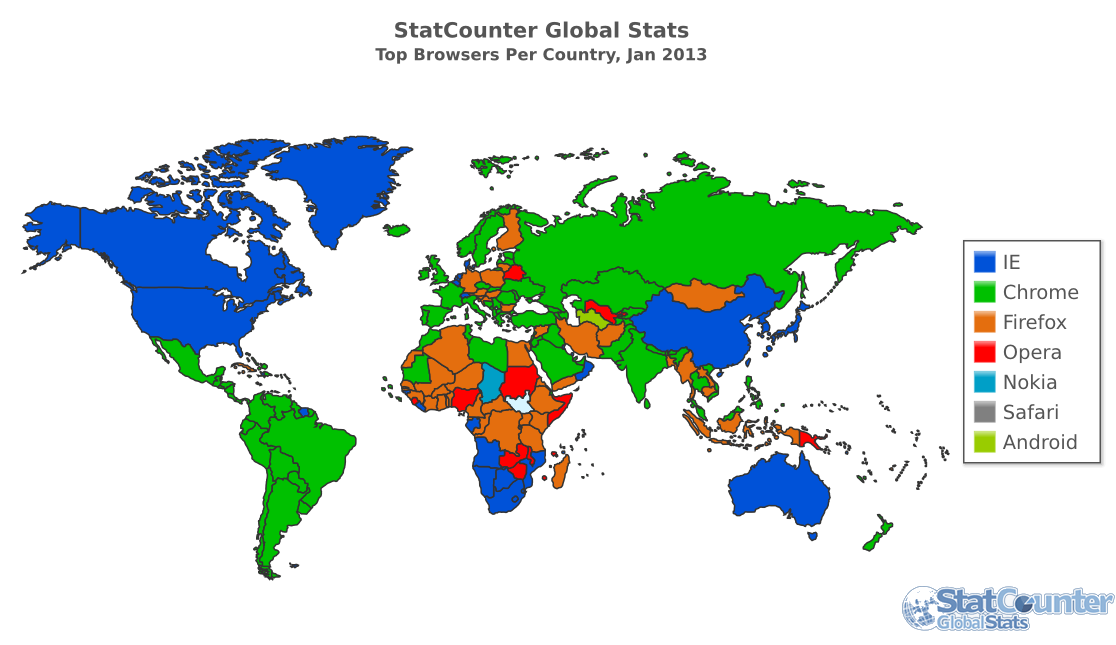 StatCounter Global Stats
Top Browsers Per Country, Jan 2013
IE
Chrome
Firefox
Opera
Nokia
Safari
Android
StatCounter
GlobalStats